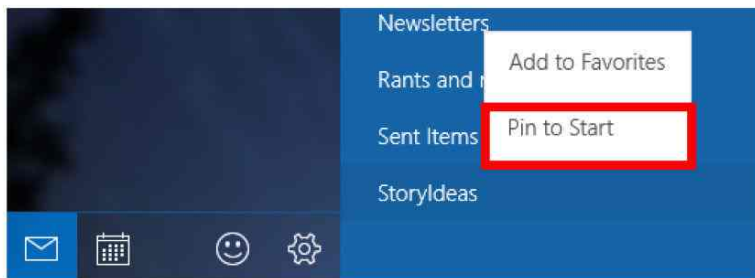 Newsletters
Add to Favorites
Rants and
Pin to Start
Sent Items
StoryIdeas